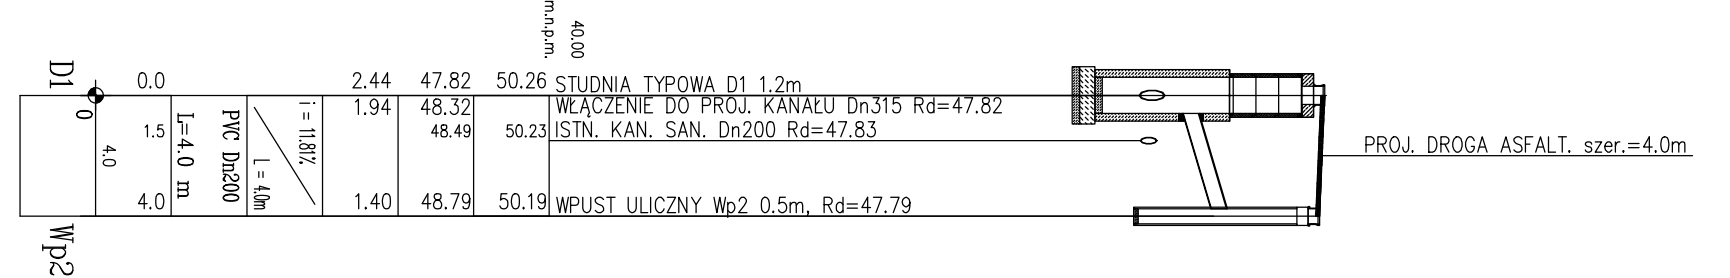 m.n.p.m.
40.00
D1
0.0
2.44
47.82
50.26
STUDNIA TYPOWA D1 1.2m
0
1.94
48.32
WŁĄCZENIE DO PROJ. KANAŁU Dn315 Rd=47.82
1.5
48.49
50.23
ISTN. KAN. SAN. Dn200 Rd=47.83
4.0
L=4.0 m
PVC Dn200
i = 11.81%
L = 4.0m
PROJ. DROGA ASFALT. szer.=4.0m
4.0
1.40
48.79
50.19
WPUST ULICZNY Wp2 0.5m, Rd=47.79
Wp2